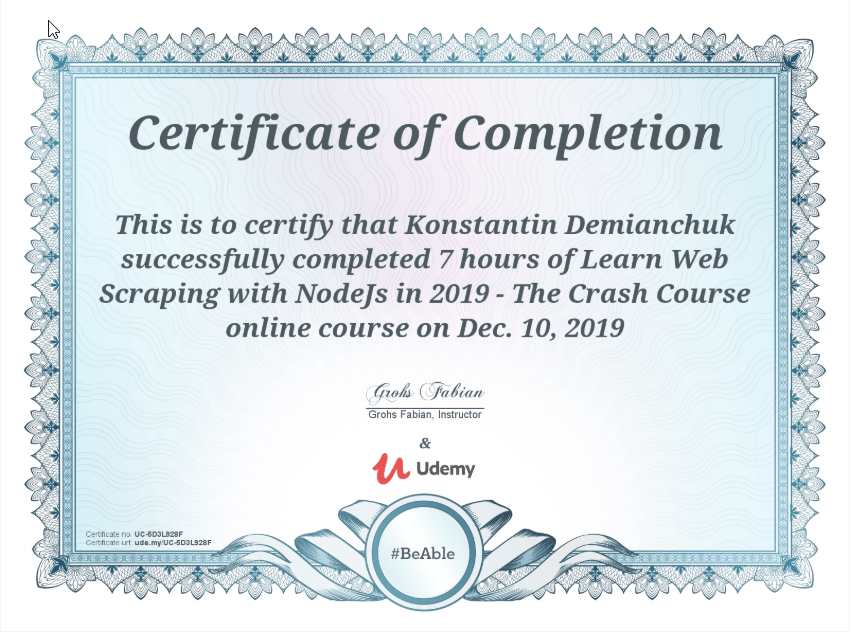 Certificate of Completion
This is to certify that Konstantin Demianchuk
successfully completed 7 hours of Learn Web
Scraping with NodeJs in 2019 - The Crash Course
online course on Dec. 10, 2019
Grohs Fabian
Grohs Fabian, Instructor
&
Udemy
Certificate no: UC-5D3L928F
Certificate url: ude.my/UC-5D3L928F
#BeAble